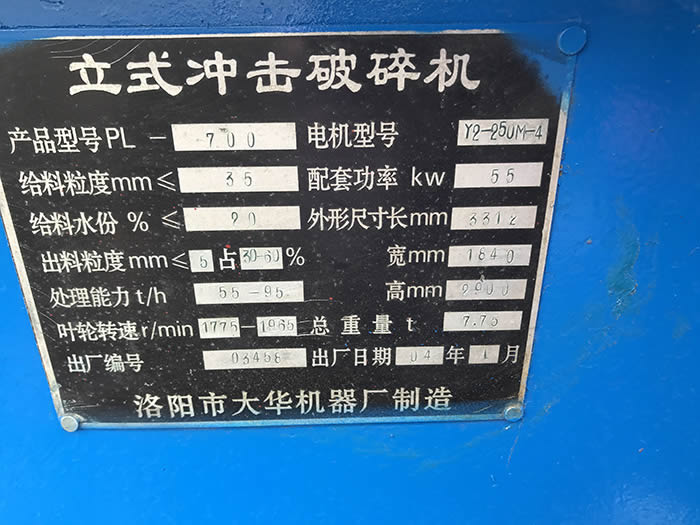 立式冲击破碎机
产品型号PL - 700 电机型号 Y2-250M-4
给料粒度mm≤ 35 配套功率 kw 55
给料水份 %≤ 20 外形尺寸长mm 3312
出料粒度mm≤ 5 占 30-60 % 宽mm 1840
处理能力t/h 55-95 高mm 2900
叶轮转速r/min 1775-1965 总重量 t 7.75
出厂编号 03458 出厂日期 04 年 1 月
洛阳市大华机器厂制造